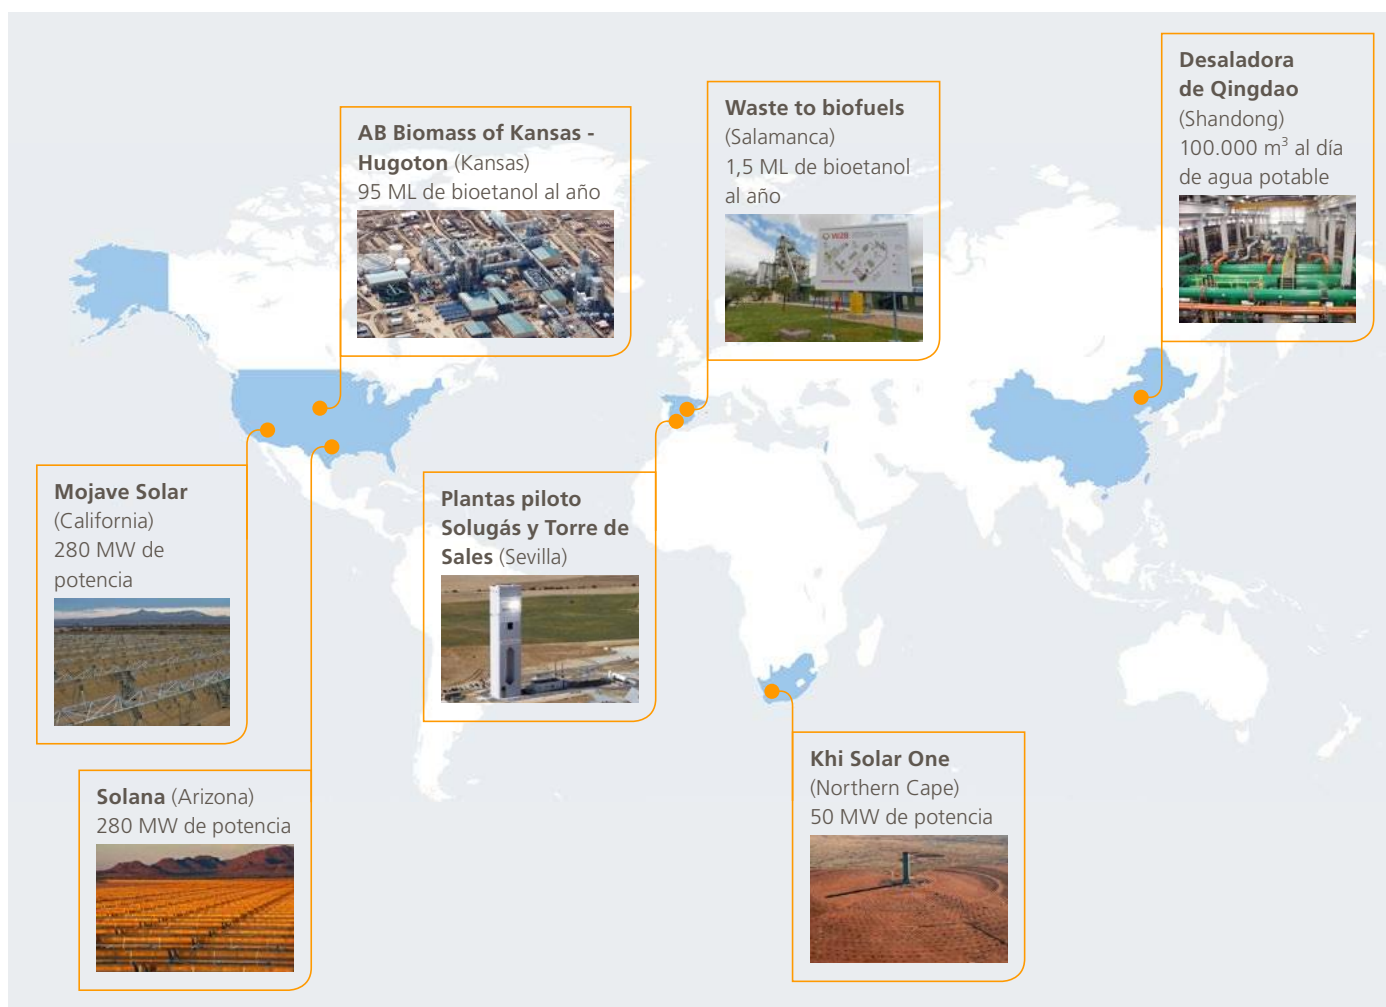 Desaladora
de Qingdao
(Shandong)
100.000 m³ al día
de agua potable
Waste to biofuels
(Salamanca)
1,5 ML de bioetanol
al año
AB Biomass of Kansas -
Hugoton (Kansas)
95 ML de bioetanol al año
W2B
Mojave Solar
(California)
280 MW de
potencia
Plantas piloto
Solugás y Torre de
Sales (Sevilla)
Khi Solar One
(Northern Cape)
50 MW de potencia
Solana (Arizona)
280 MW de potencia